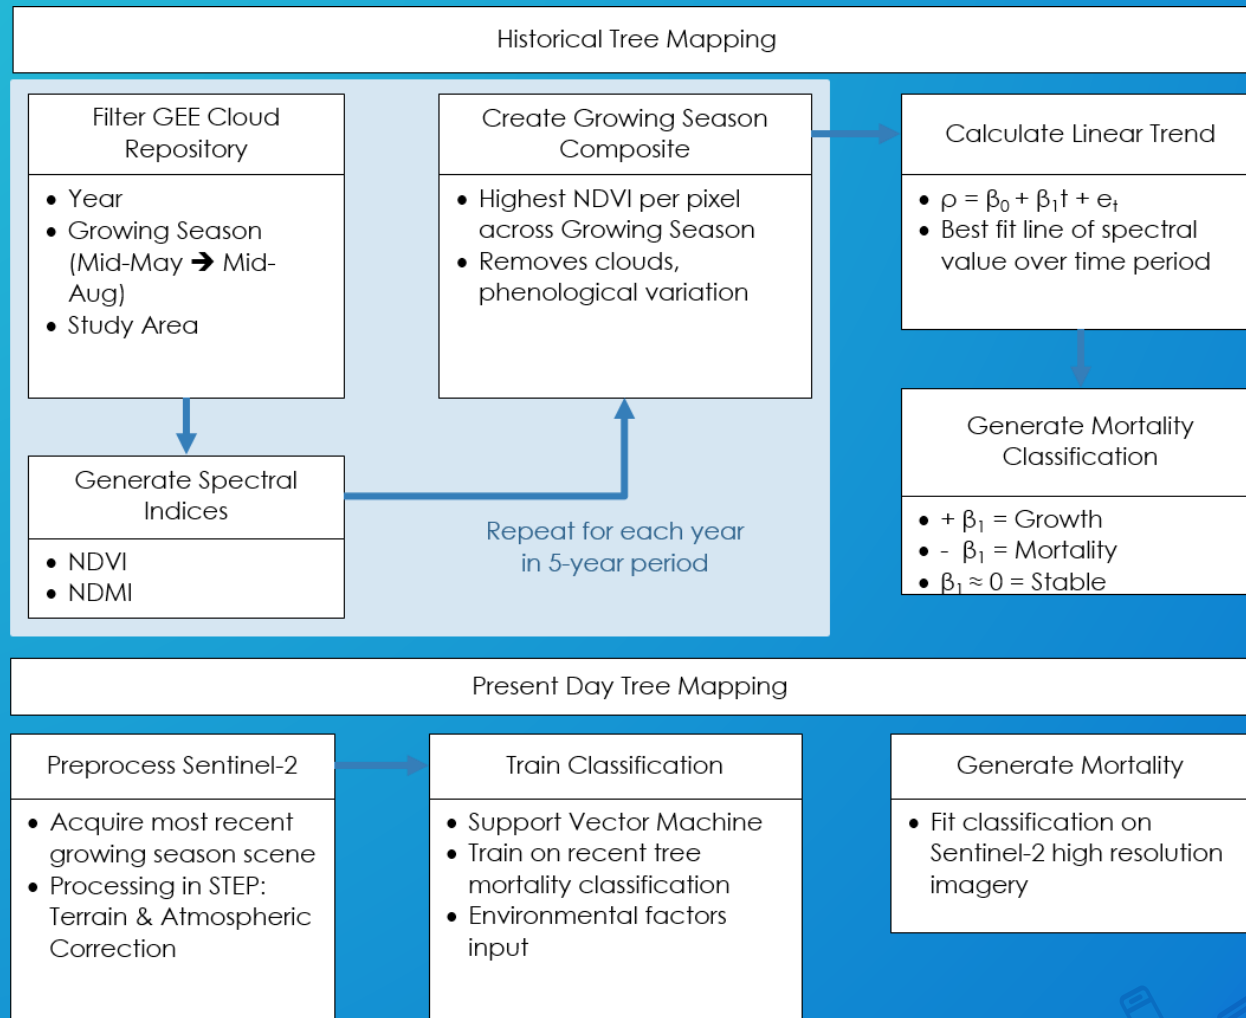 Historical Tree Mapping
Filter GEE Cloud
Repository
• Year
• Growing Season
(Mid-May ➔ Mid-
Aug)
• Study Area
Generate Spectral
Indices
• NDVI
• NDMI
Create Growing Season
Composite
• Highest NDVI per pixel
across Growing Season
• Removes clouds,
phenological variation
Repeat for each year
in 5-year period
Calculate Linear Trend
• ρ = β₀ + β₁t + eₜ
• Best fit line of spectral
value over time period
Generate Mortality
Classification
• + β₁ = Growth
• - β₁ = Mortality
• β₁ ≈ 0 = Stable
Present Day Tree Mapping
Preprocess Sentinel-2
• Acquire most recent
growing season scene
• Processing in STEP:
Terrain & Atmospheric
Correction
Train Classification
• Support Vector Machine
• Train on recent tree
mortality classification
• Environmental factors
input
Generate Mortality
• Fit classification on
Sentinel-2 high resolution
imagery